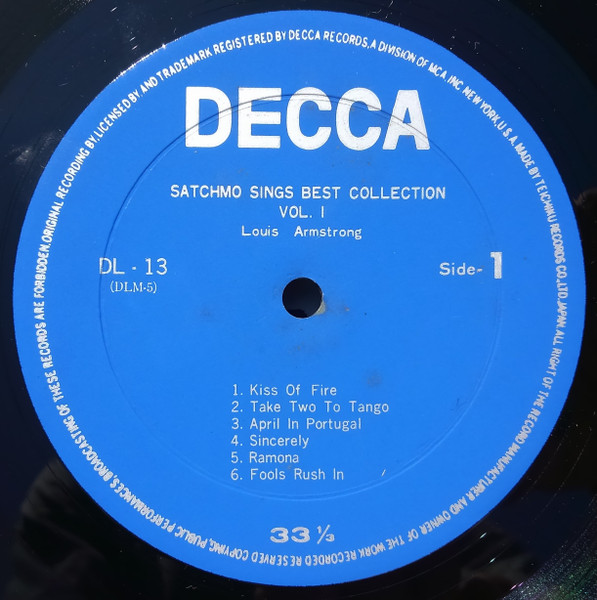 DECCA
SATCHMO SINGS BEST COLLECTION
VOL. I
Louis Armstrong
DL - 13
(DLM-5)
Side-1
1. Kiss Of Fire
2. Take Two To Tango
3. April In Portugal
4. Sincerely
5. Ramona
6. Fools Rush In
33 ⅓
ORIGINAL RECORDING BY, LICENSED BY, AND TRADEMARK REGISTERED BY DECCA RECORDS, A DIVISION OF MCA INC. NEW YORK, U.S.A. MADE BY TEICHIKU RECORDS CO., LTD. JAPAN. ALL RIGHT OF THE RECORD MANUFACTURER AND OWNER OF THE WORK RECORDED RESERVED COPYING, PUBLIC PERFORMANCES, BROADCASTING OF THESE RECORDS ARE FORBIDDEN.